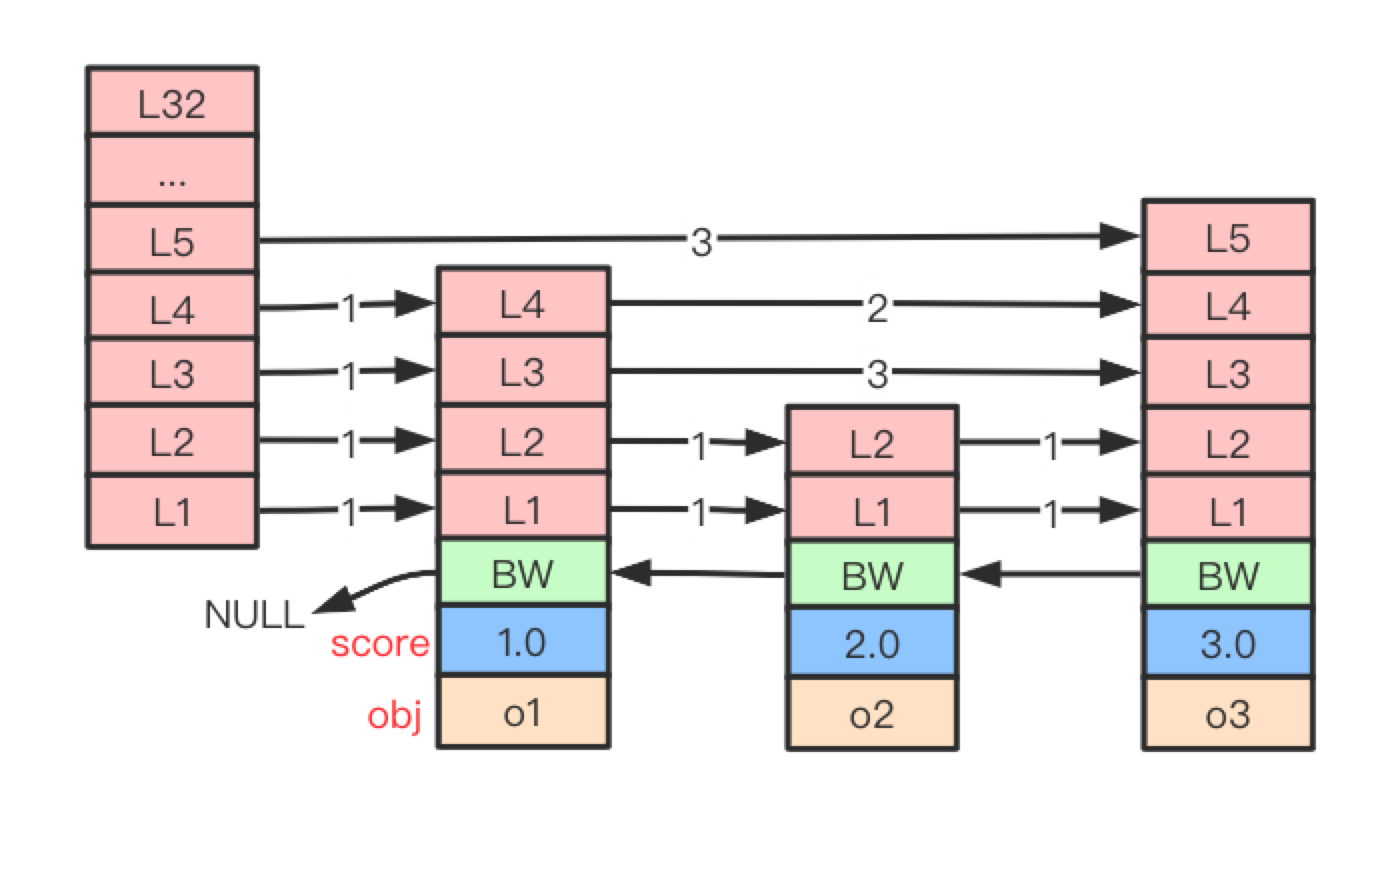 L32
...
L5 3 L5
L4 1 L4 2 L4
L3 1 L3 3 L3
L2 1 L2 1 L2 1 L2
L1 1 L1 1 L1 1 L1
BW BW BW
NULL
score 1.0 2.0 3.0
obj o1 o2 o3